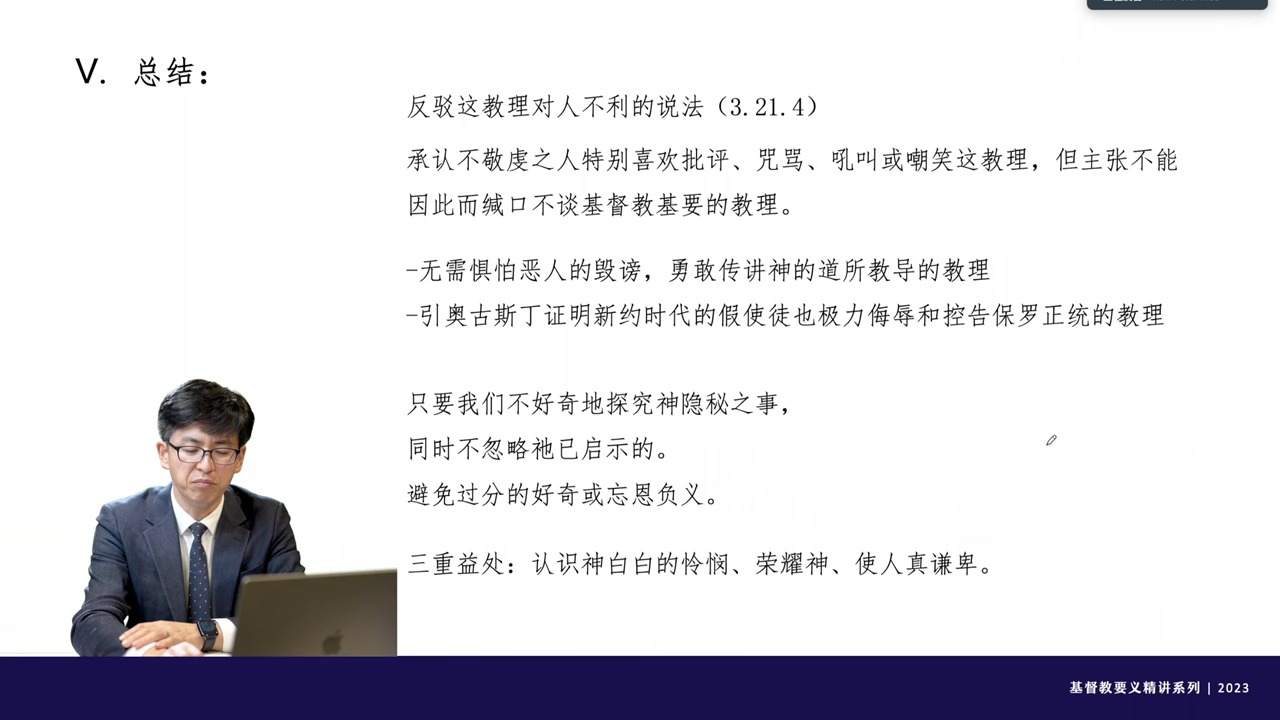 V. 总结：
反驳这教理对人不利的说法（3.21.4）
承认不敬虔之人特别喜欢批评、咒骂、吼叫或嘲笑这教理，但主张不能
因此而缄口不谈基督教基要的教理。
-无需惧怕恶人的毁谤，勇敢传讲神的道所教导的教理
-引奥古斯丁证明新约时代的假使徒也极力侮辱和控告保罗正统的教理
只要我们不好奇地探究神隐秘之事，
同时不忽略祂已启示的。
避免过分的好奇或忘恩负义。
三重益处：认识神白白的怜悯、荣耀神、使人真谦卑。
基督教要义精讲系列 | 2023